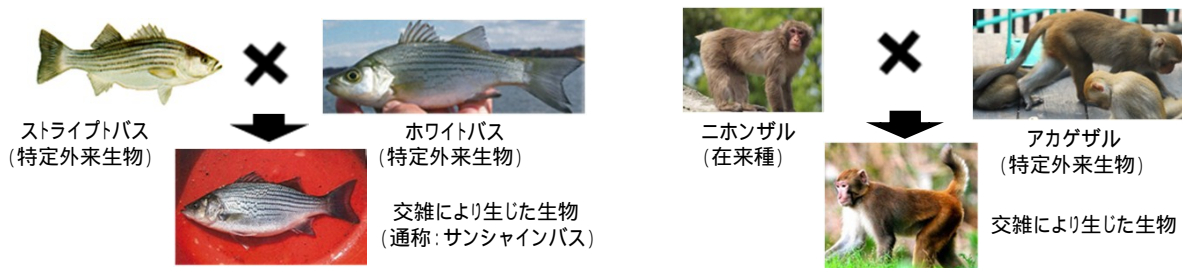 ストライプトバス
(特定外来生物)
ホワイトバス
(特定外来生物)
交雑により生じた生物
(通称:サンシャインバス)
ニホンザル
(在来種)
アカゲザル
(特定外来生物)
交雑により生じた生物